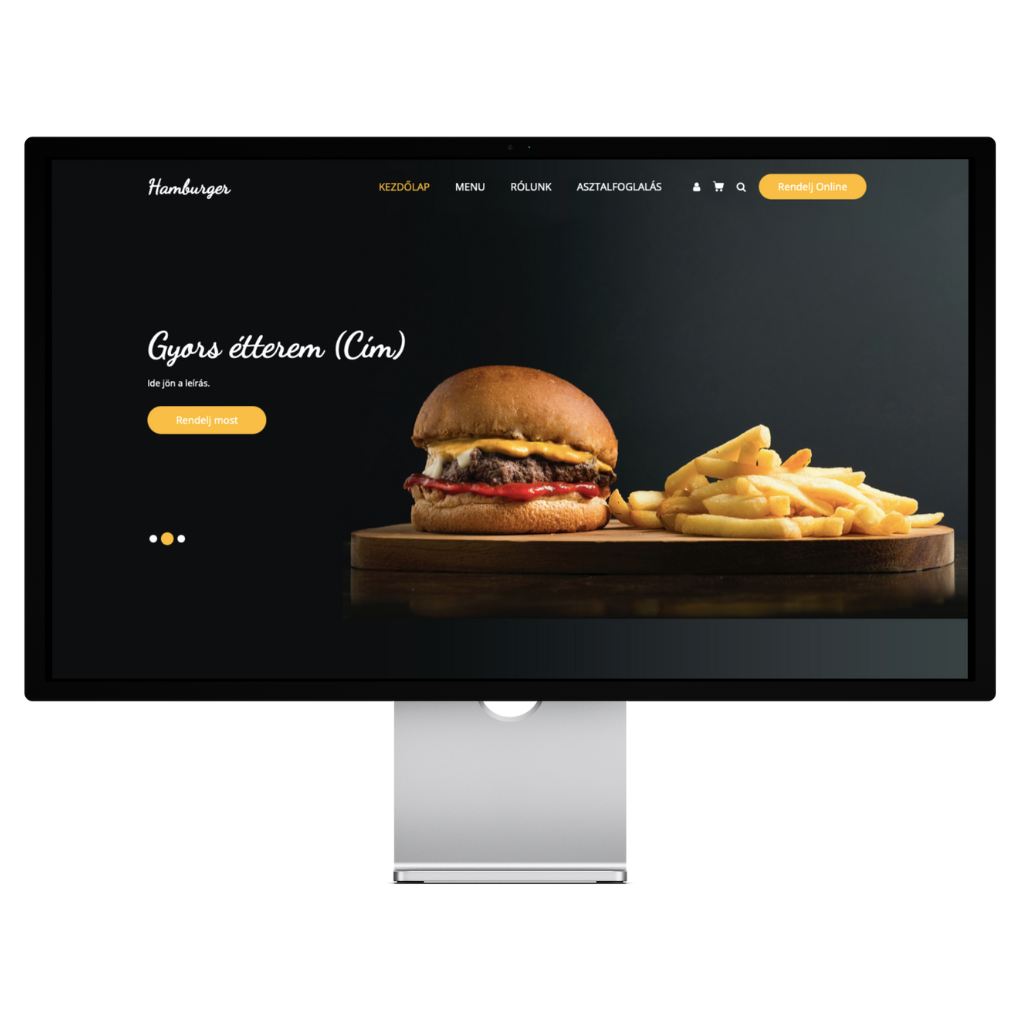 Hamburger
KEZDŐLAP MENU RÓLUNK ASZTALFOGLALÁS Rendelj Online
Gyors étterem (Cím)
Ide jön a leírás.
Rendelj most